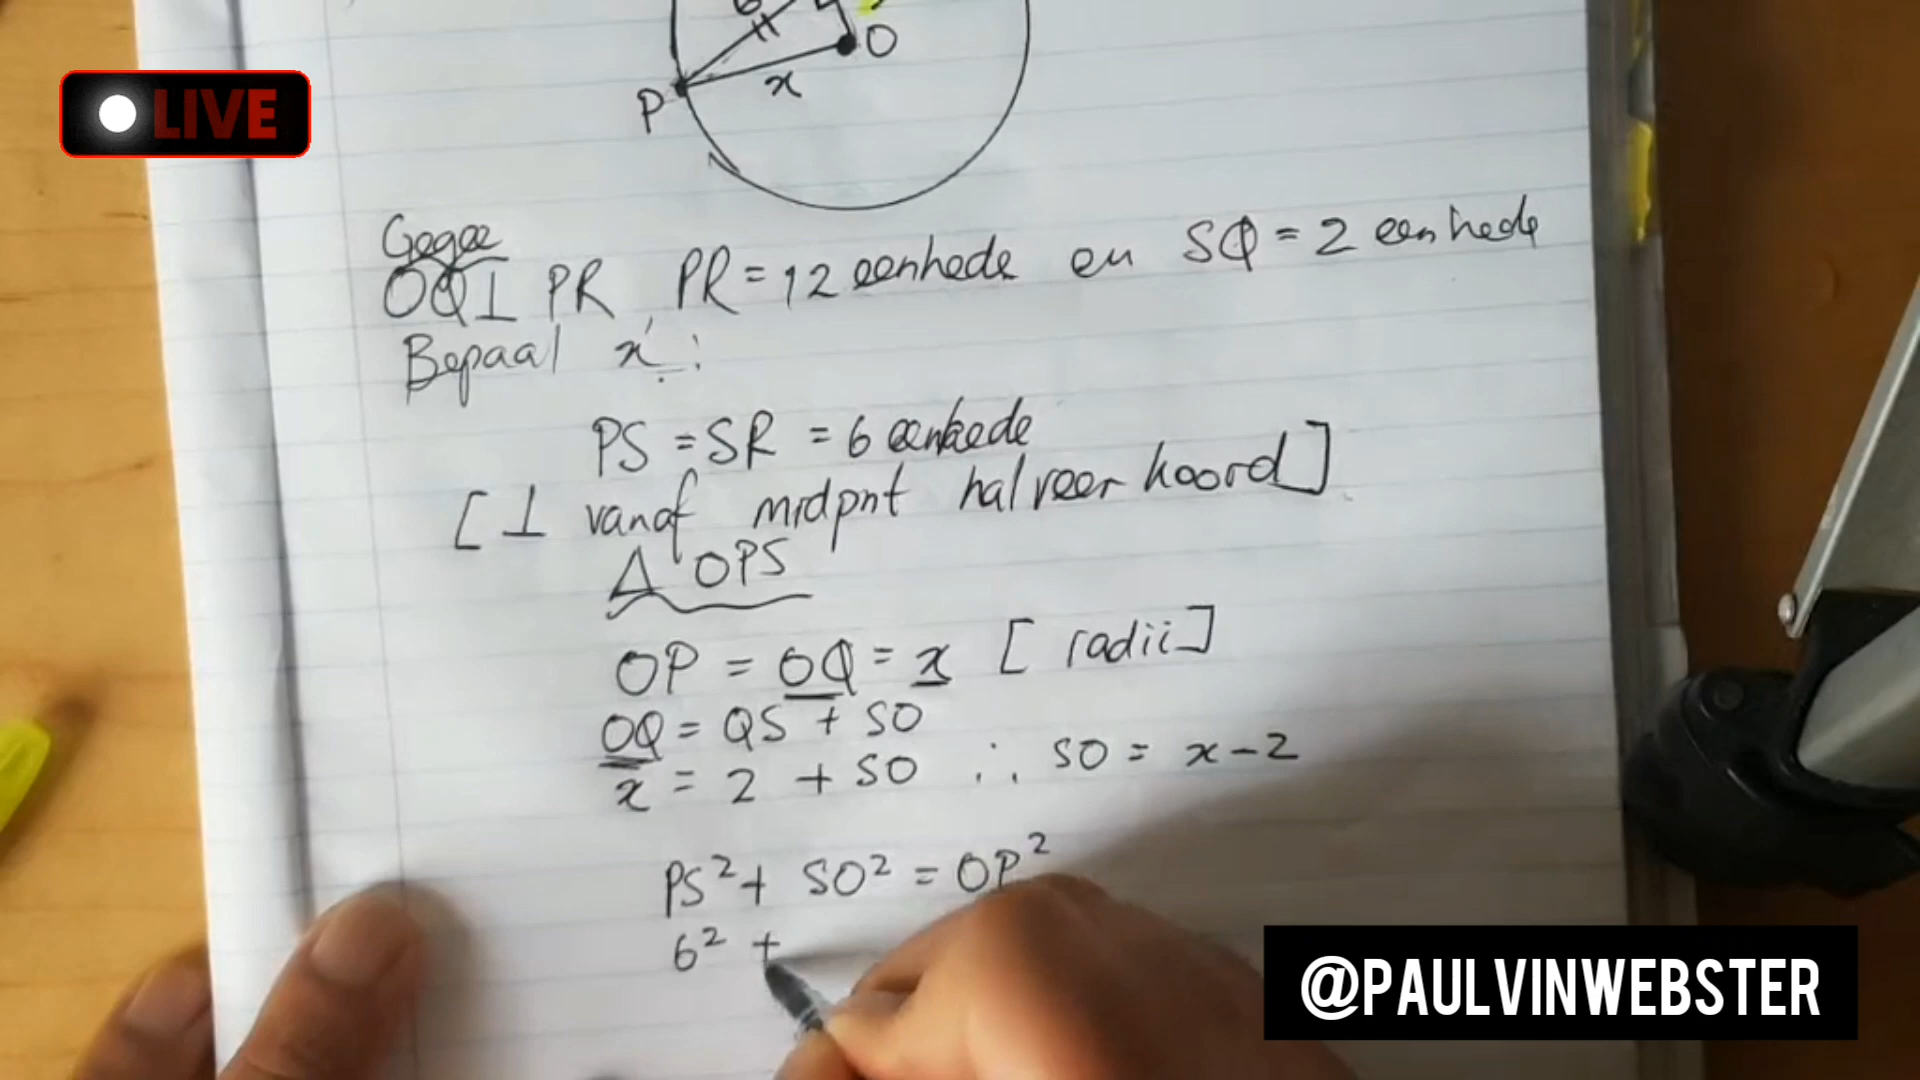 6
O
x
P
LIVE
Gegee
OQ ⊥ PR, PR = 12 eenhede en SQ = 2 eenhede
Bepaal x:
PS = SR = 6 eenhede
[⊥ vanaf midpnt halveer koord]
Δ OPS
OP = OQ = x [radii]
OQ = QS + SO
x = 2 + SO ∴ SO = x - 2
PS² + SO² = OP²
6² +
@PAULVINWEBSTER